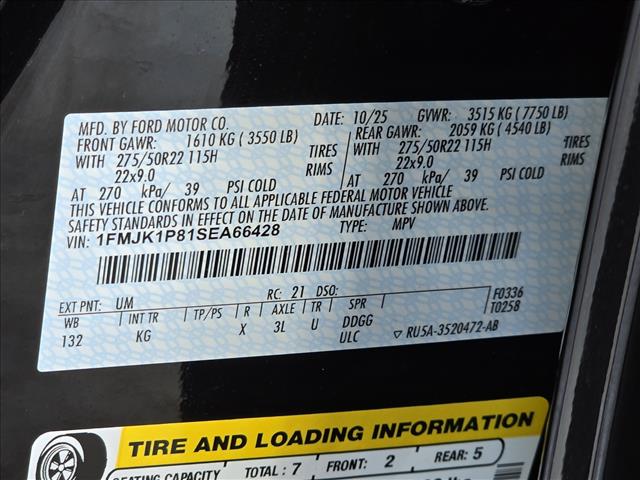 MFD. BY FORD MOTOR CO.
DATE: 10/25 GVWR: 3515 KG ( 7750 LB)
FRONT GAWR: 1610 KG ( 3550 LB)
REAR GAWR: 2059 KG ( 4540 LB)
WITH 275/50R22 115H TIRES
WITH 275/50R22 115H TIRES
22x9.0 RIMS
22x9.0 RIMS
AT 270 kPa/ 39 PSI COLD
AT 270 kPa/ 39 PSI COLD
THIS VEHICLE CONFORMS TO ALL APPLICABLE FEDERAL MOTOR VEHICLE
SAFETY STANDARDS IN EFFECT ON THE DATE OF MANUFACTURE SHOWN ABOVE.
VIN: 1FMJK1P81SEA66428 TYPE: MPV
EXT PNT: UM RC: 21 DSO:
F0336
T0258
WB INT TR TP/PS R AXLE TR SPR
132 KG X 3L U DDGG
ULC
▽ RU5A-3520472-AB
TIRE AND LOADING INFORMATION
SEATING CAPACITY TOTAL : 7 FRONT: 2 REAR: 5